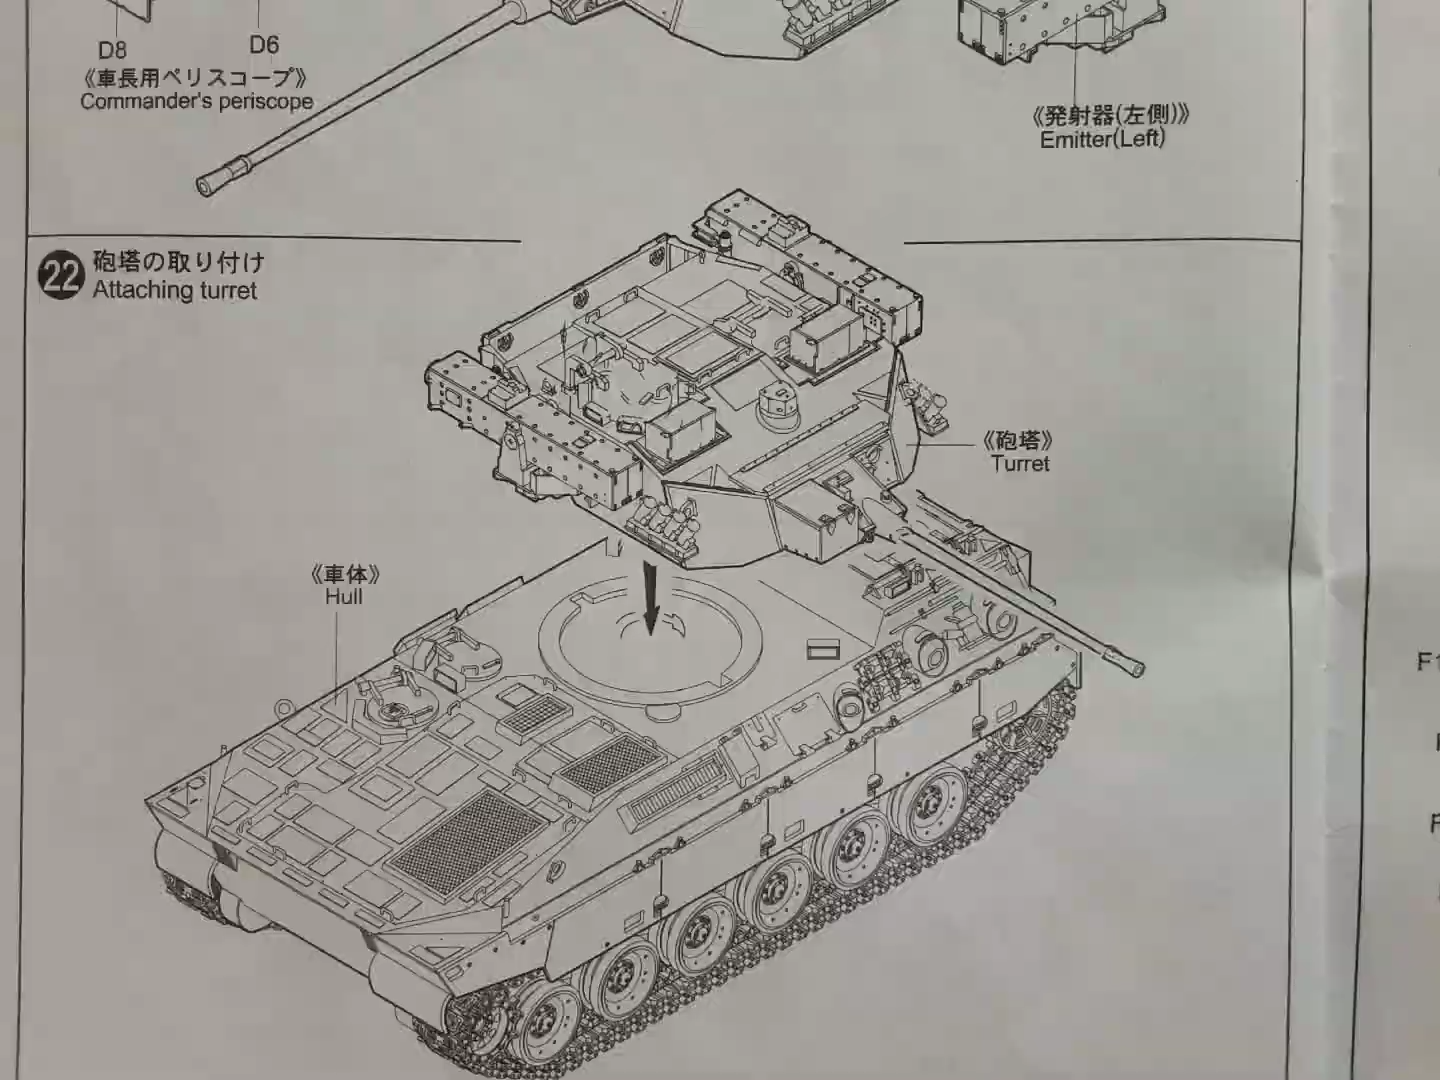 D8
D6
《車長用ペリスコープ》
Commander's periscope
《発射器(左側)》
Emitter(Left)
22 砲塔の取り付け
Attaching turret
《砲塔》
Turret
《車体》
Hull